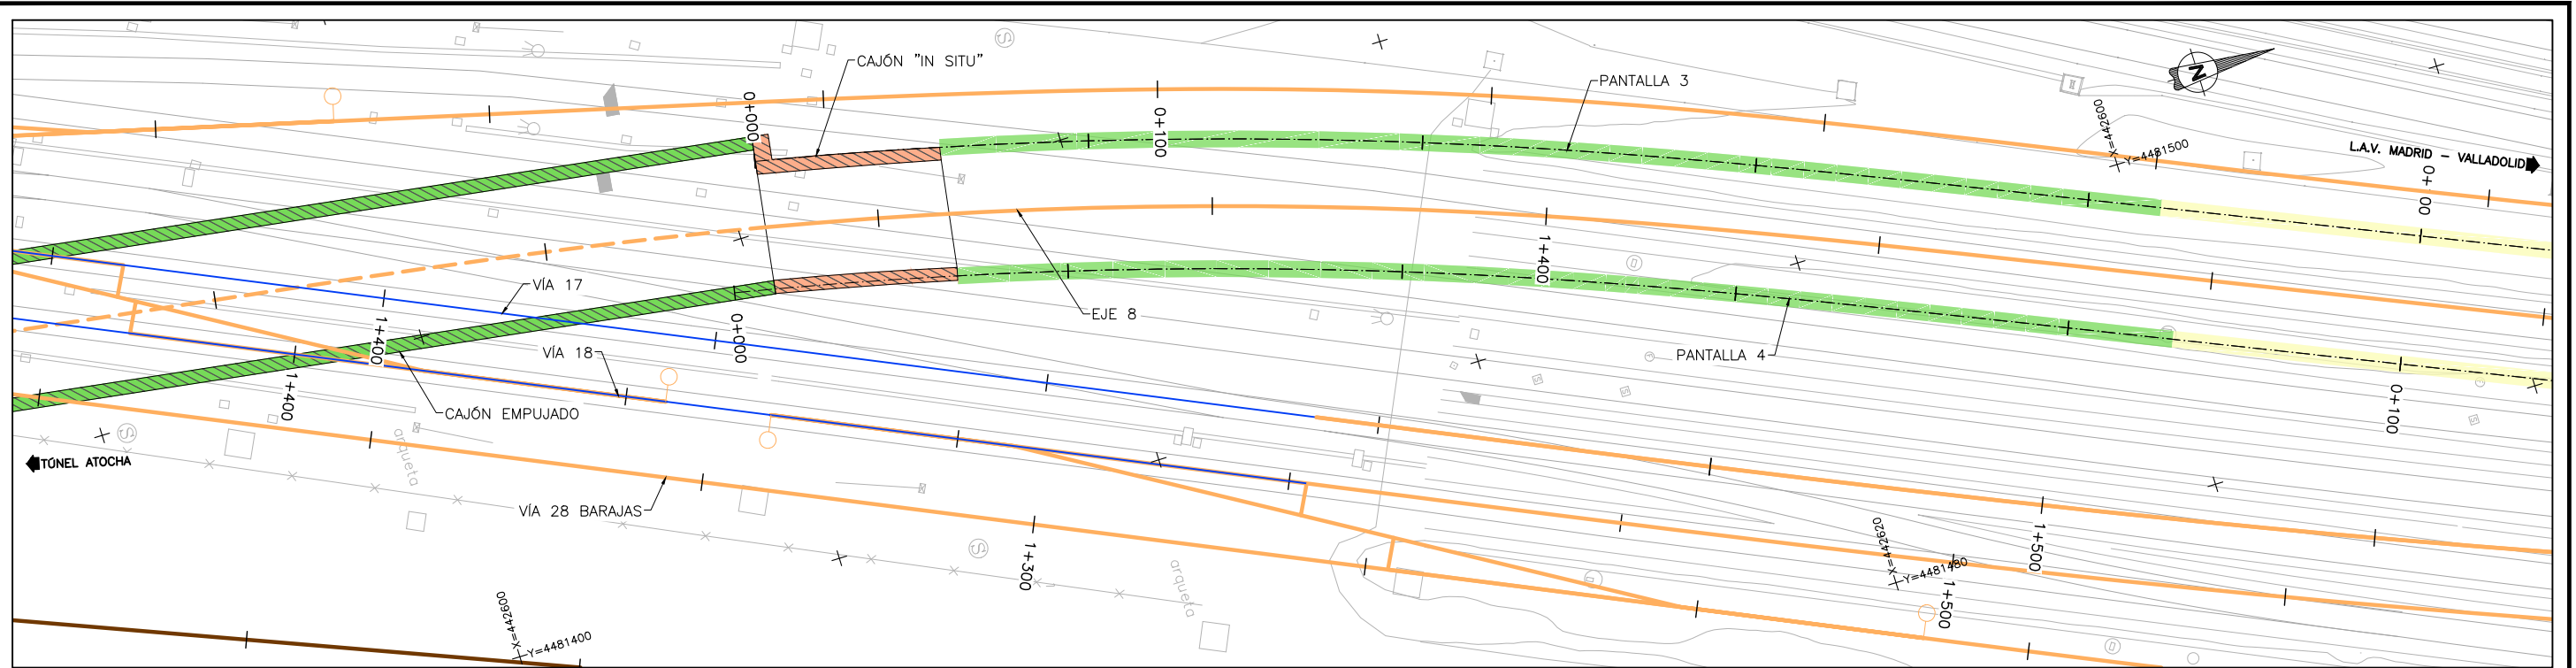 CAJÓN "IN SITU"
PANTALLA 3
N
0+000
0+100
X=442600
Y=4481500
L.A.V. MADRID - VALLADOLID
0+00
1+400
VÍA 17
EJE 8
0+000
1+400
VÍA 18
PANTALLA 4
1+400
CAJÓN EMPUJADO
0+100
arqueta
TÚNEL ATOCHA
VÍA 28 BARAJAS
1+300
arqueta
X=442620
Y=4481480
1+500
1+500
X=442600
Y=4481400